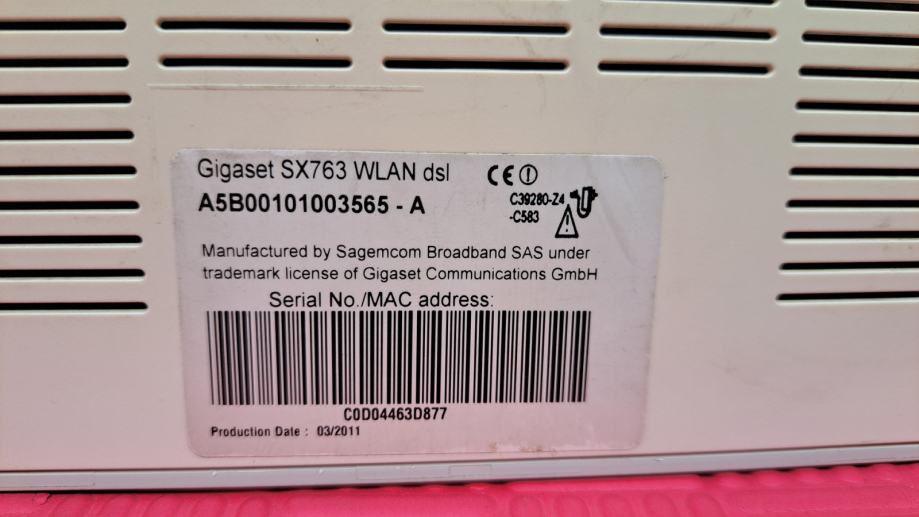 Gigaset SX763 WLAN dsl CE
A5B00101003565 - A
C39280-Z4
-C583
Manufactured by Sagemcom Broadband SAS under
trademark license of Gigaset Communications GmbH
Serial No./MAC address:
C0D04463D877
Production Date : 03/2011